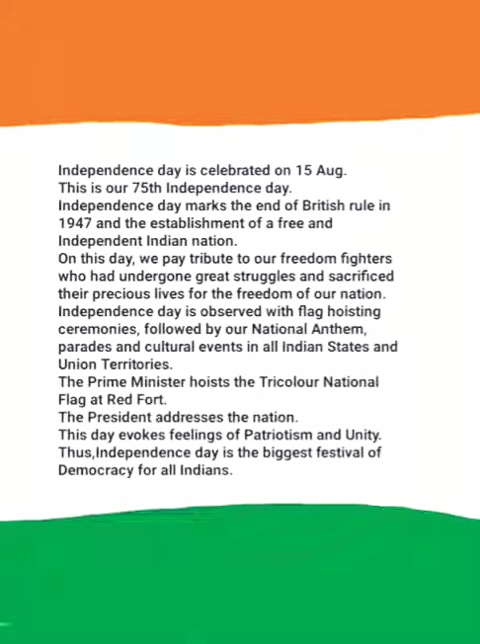 Independence day is celebrated on 15 Aug.
This is our 75th Independence day.
Independence day marks the end of British rule in
1947 and the establishment of a free and
Independent Indian nation.
On this day, we pay tribute to our freedom fighters
who had undergone great struggles and sacrificed
their precious lives for the freedom of our nation.
Independence day is observed with flag hoisting
ceremonies, followed by our National Anthem,
parades and cultural events in all Indian States and
Union Territories.
The Prime Minister hoists the Tricolour National
Flag at Red Fort.
The President addresses the nation.
This day evokes feelings of Patriotism and Unity.
Thus,Independence day is the biggest festival of
Democracy for all Indians.